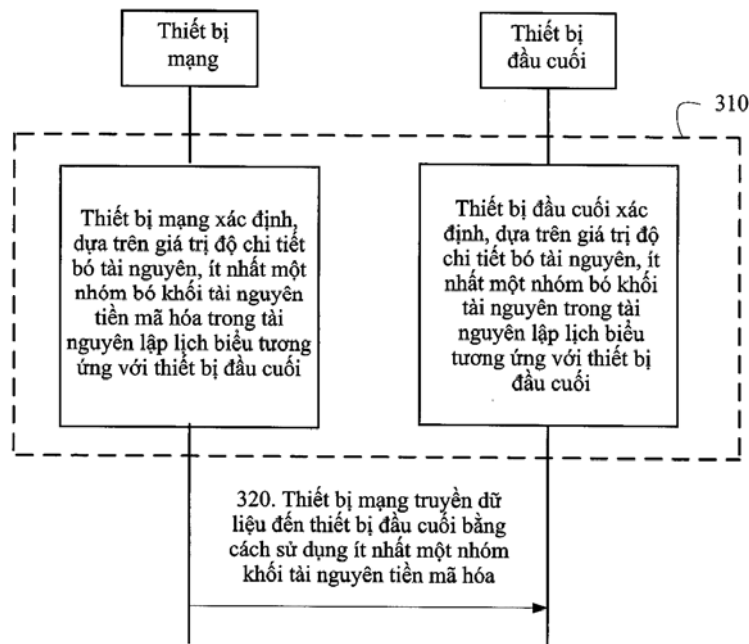 Thiết bị
mạng
Thiết bị
đầu cuối
310
Thiết bị mạng xác định,
dựa trên giá trị độ chi tiết
bó tài nguyên, ít nhất một
nhóm bó khối tài nguyên
tiền mã hóa trong tài
nguyên lập lịch biểu tương
ứng với thiết bị đầu cuối
Thiết bị đầu cuối xác
định, dựa trên giá trị độ
chi tiết bó tài nguyên, ít
nhất một nhóm bó khối
tài nguyên trong tài
nguyên lập lịch biểu
tương ứng với thiết bị
đầu cuối
320. Thiết bị mạng truyền dữ
liệu đến thiết bị đầu cuối bằng
cách sử dụng ít nhất một nhóm
khối tài nguyên tiền mã hóa